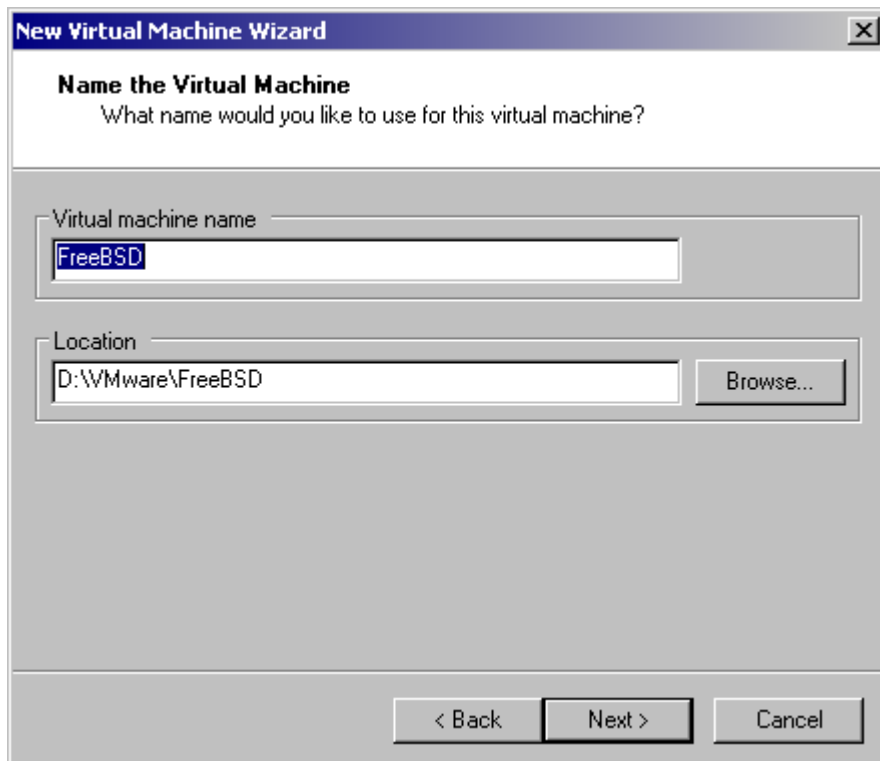 New Virtual Machine Wizard
Name the Virtual Machine
What name would you like to use for this virtual machine?
Virtual machine name
FreeBSD
Location
D:\VMware\FreeBSD
Browse...
< Back
Next >
Cancel